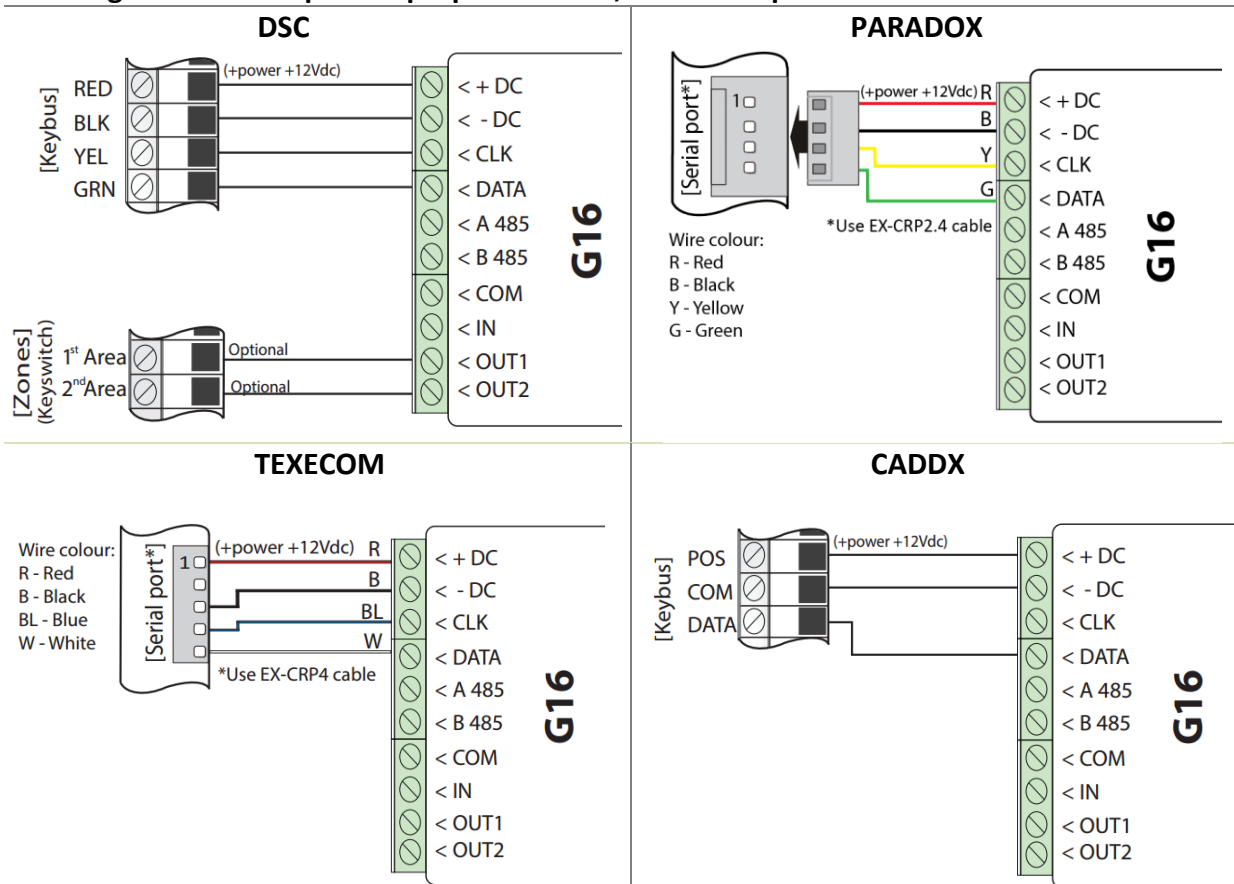 DSC
[Keybus]
RED
BLK
YEL
GRN
(+power +12Vdc)
< + DC
< - DC
< CLK
< DATA
< A 485
< B 485
< COM
< IN
< OUT1
< OUT2
G16
[Zones]
(Keyswitch)
1st Area
2nd Area
Optional
Optional
PARADOX
[Serial port*]
1
(+power +12Vdc) R
B
Y
G
*Use EX-CRP2.4 cable
Wire colour:
R - Red
B - Black
Y - Yellow
G - Green
< + DC
< - DC
< CLK
< DATA
< A 485
< B 485
< COM
< IN
< OUT1
< OUT2
G16
TEXECOM
Wire colour:
R - Red
B - Black
BL - Blue
W - White
[Serial port*]
1
(+power +12Vdc) R
B
BL
W
*Use EX-CRP4 cable
< + DC
< - DC
< CLK
< DATA
< A 485
< B 485
< COM
< IN
< OUT1
< OUT2
G16
CADDX
[Keybus]
POS
COM
DATA
(+power +12Vdc)
< + DC
< - DC
< CLK
< DATA
< A 485
< B 485
< COM
< IN
< OUT1
< OUT2
G16